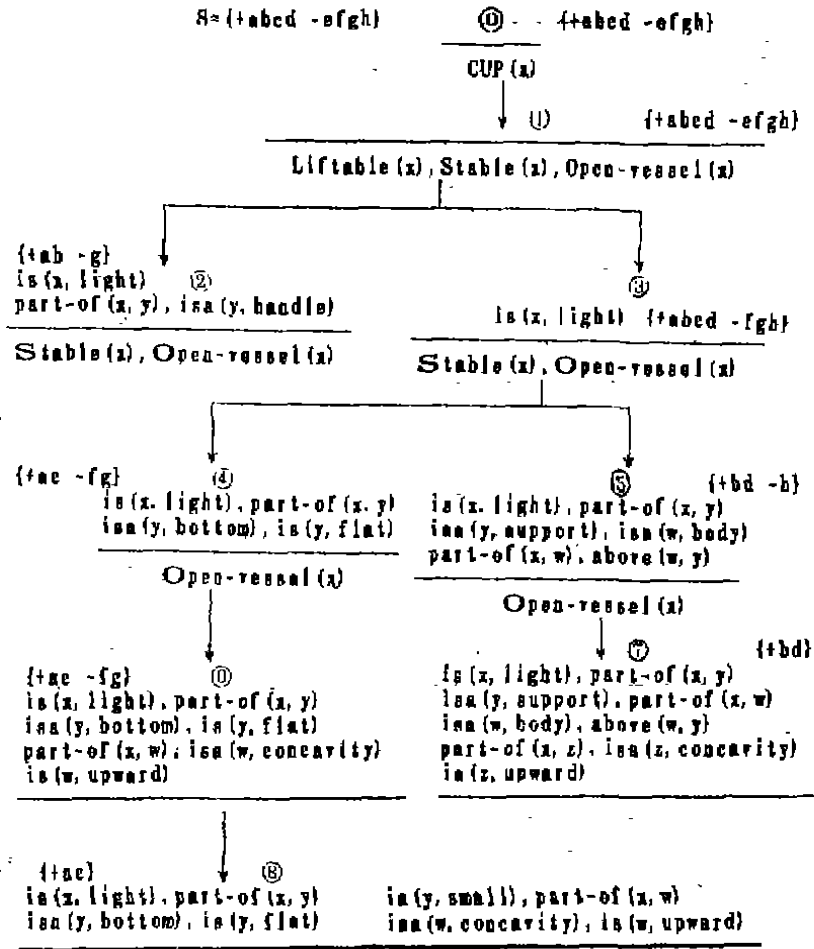 S={+abcd -efgh} ⓪ {+abcd -efgh}
CUP(x)
① {+abcd -efgh}
Liftable(x), Stable(x), Open-vessel(x)
{+ab -g}
is(x, light) ②
part-of(x, y), isa(y, handle)
Stable(x), Open-vessel(x)
③
is(x, light) {+abcd -fgh}
Stable(x), Open-vessel(x)
{+ac -fg} ④
is(x. light), part-of(x. y)
isa(y, bottom), is(y, flat)
Open-vessel(x)
⑤ {+bd -h}
is(x. light), part-of(x, y)
isa(y, support), isa(w, body)
part-of(x, w), above(w, y)
Open-vessel(x)
{+ac -fg}
is(x, light), part-of(x, y)
isa(y, bottom), is(y, flat)
part-of(x, w), isa(w, concavity)
is(w, upward)
⑦ {+bd}
is(x, light), part-of(x, y)
isa(y, support), part-of(x, w)
isa(w, body), above(w, y)
part-of(x, z), isa(z, concavity)
is(z, upward)
{+ac} ⑧
is(x, light), part-of(x, y) is(y, small), part-of(x, w)
isa(y, bottom), is(y, flat) isa(w, concavity), is(w, upward)